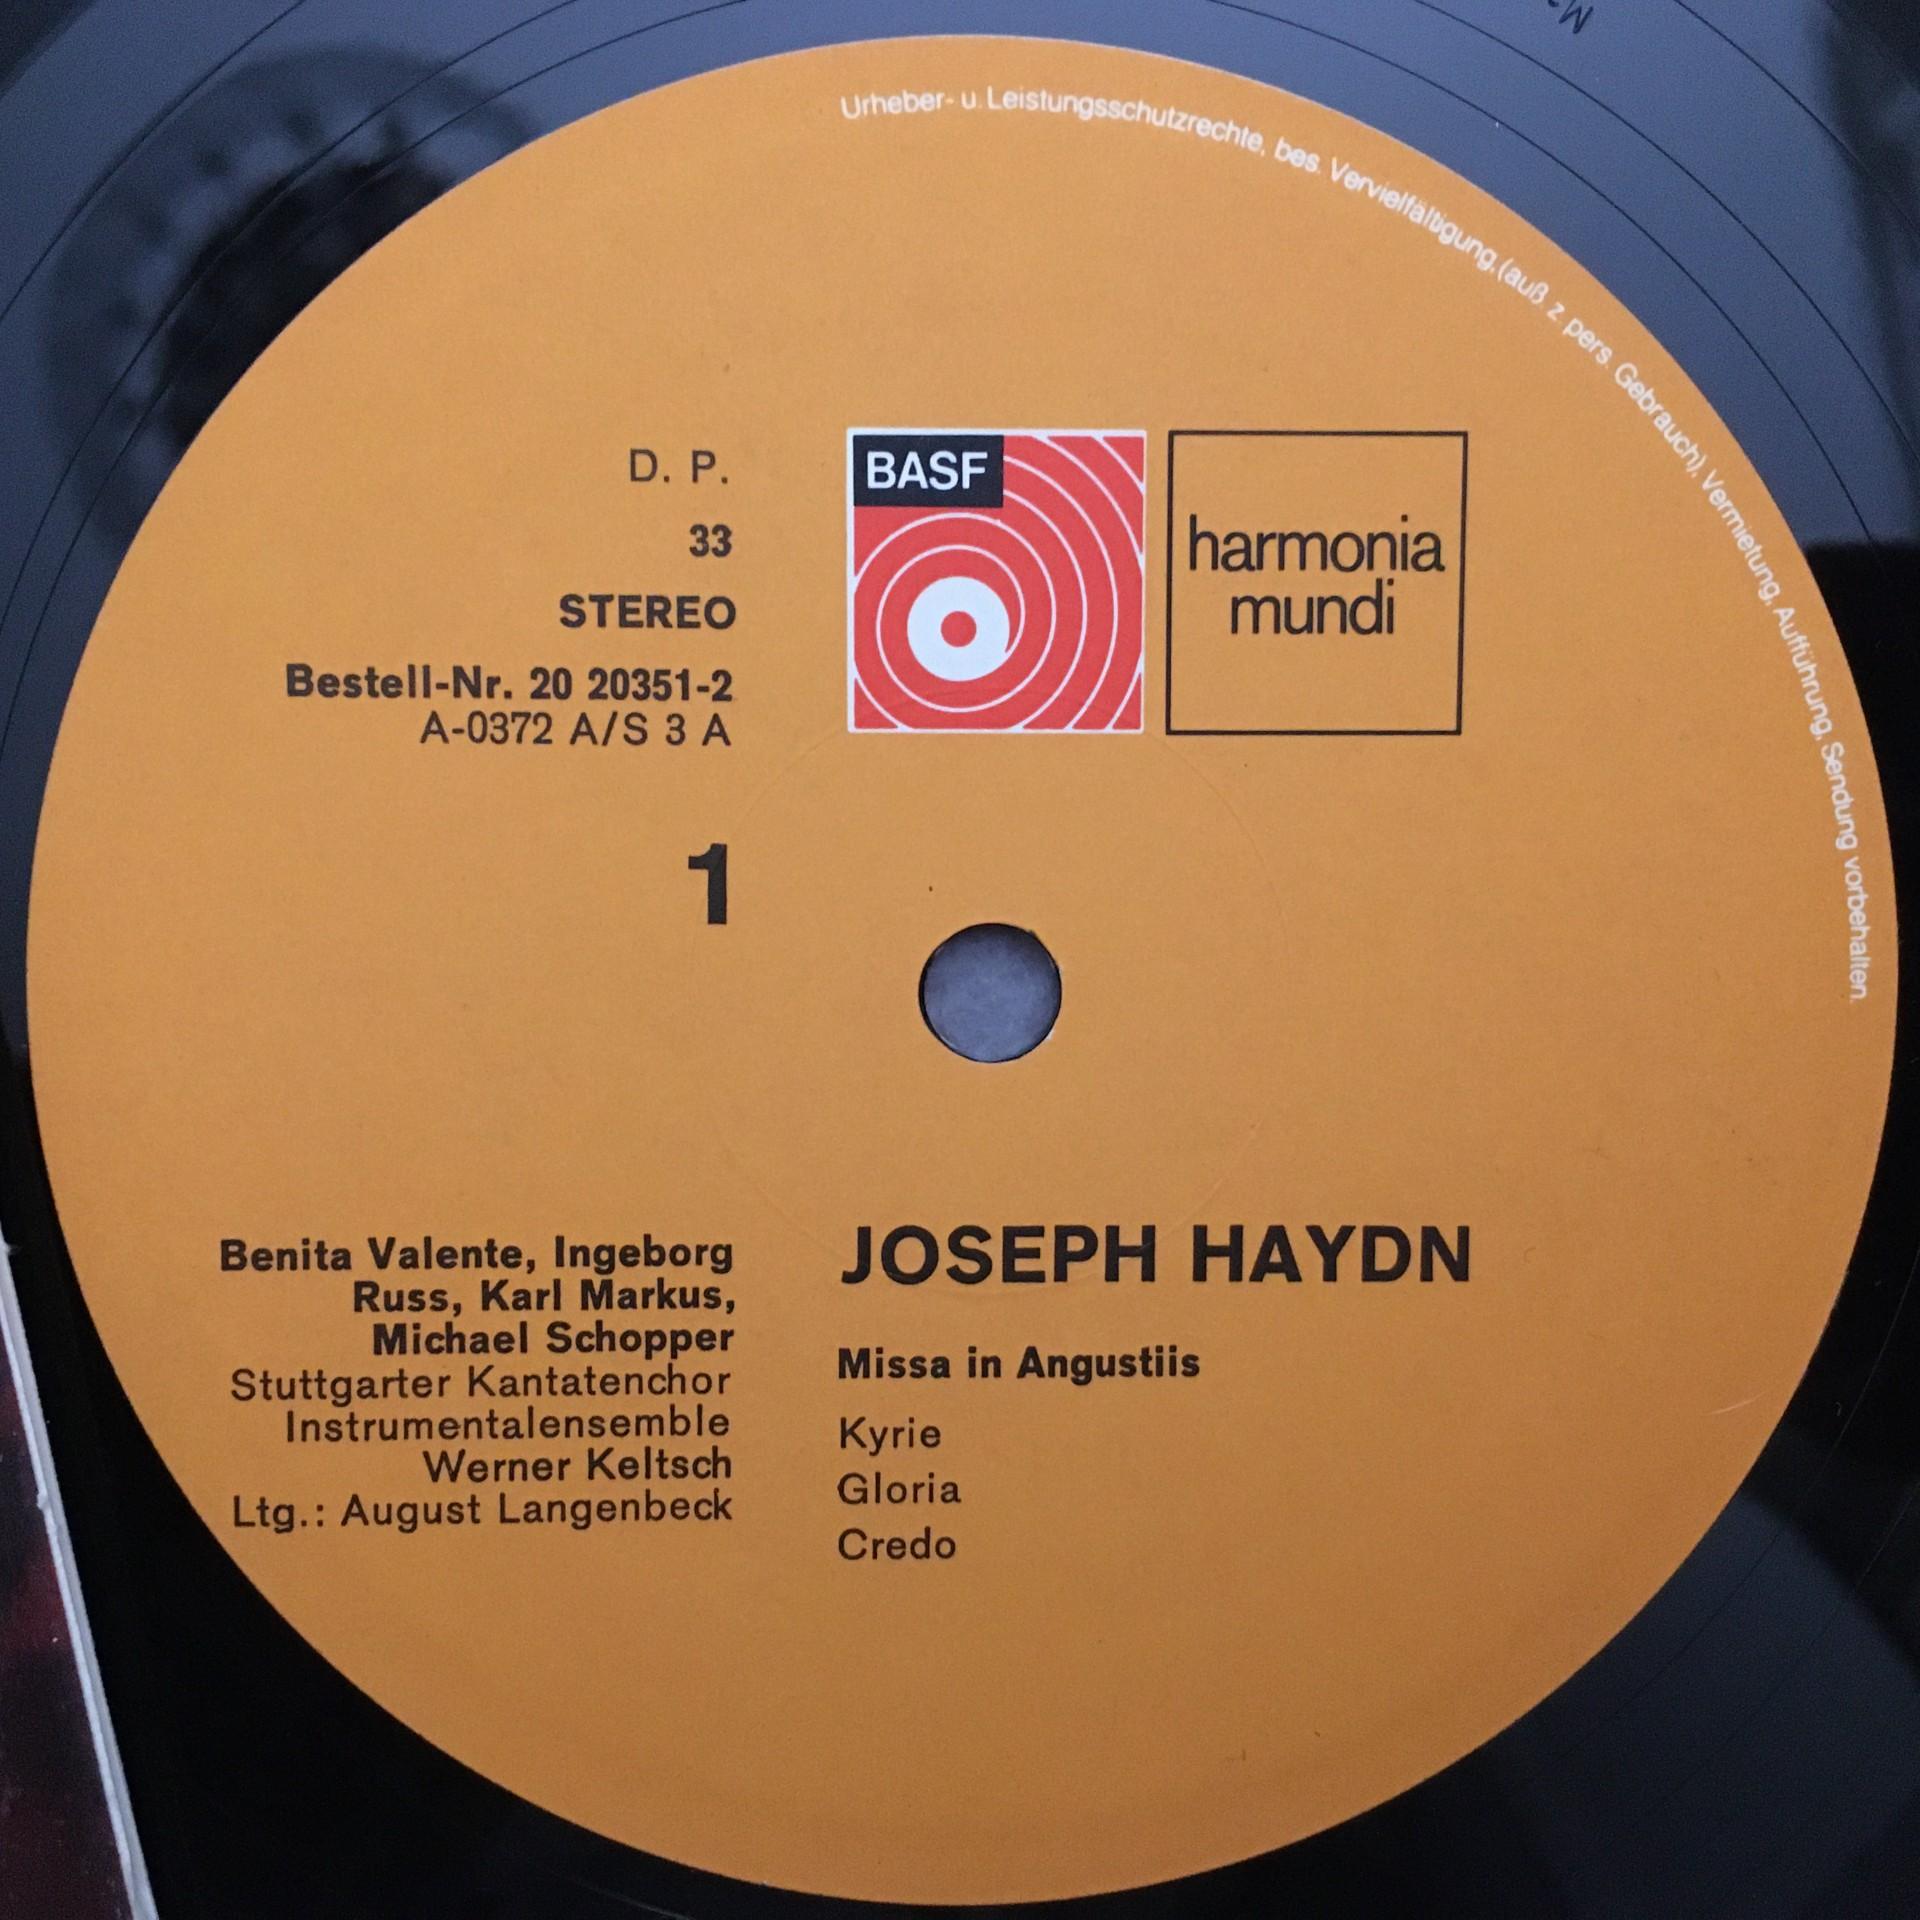 Urheber- u. Leistungsschutzrechte, bes. Vervielfältigung, (auß z. pers. Gebrauch), Vermietung, Aufführung, Sendung vorbehalten.
D. P.
33
STEREO
Bestell-Nr. 20 20351-2
A-0372 A/S 3 A
BASF
harmonia
mundi
1
Benita Valente, Ingeborg
Russ, Karl Markus,
Michael Schopper
Stuttgarter Kantatenchor
Instrumentalensemble
Werner Keltsch
Ltg.: August Langenbeck
JOSEPH HAYDN
Missa in Angustiis
Kyrie
Gloria
Credo